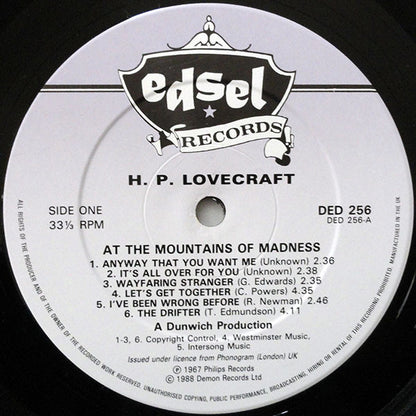 edsel
RECORDS
H. P. LOVECRAFT
SIDE ONE
33⅓ RPM
DED 256
DED 256-A
AT THE MOUNTAINS OF MADNESS
1. ANYWAY THAT YOU WANT ME (Unknown) 2.36
2. IT'S ALL OVER FOR YOU (Unknown) 2.38
3. WAYFARING STRANGER (G. Edwards) 2.35
4. LET'S GET TOGETHER (C. Powers) 4.35
5. I'VE BEEN WRONG BEFORE (R. Newman) 2.46
6. THE DRIFTER (T. Edmundson) 4.11
A Dunwich Production
1-3, 6. Copyright Control, 4. Westminster Music,
5. Intersong Music
Issued under licence from Phonogram (London) UK
℗ 1967 Philips Records
© 1988 Demon Records Ltd
ALL RIGHTS OF THE PRODUCER AND OF THE OWNER OF THE RECORDED WORK RESERVED. UNAUTHORISED COPYING, PUBLIC PERFORMANCE, BROADCASTING, HIRING OR RENTAL OF THIS RECORDING PROHIBITED. MANUFACTURED IN THE UK.